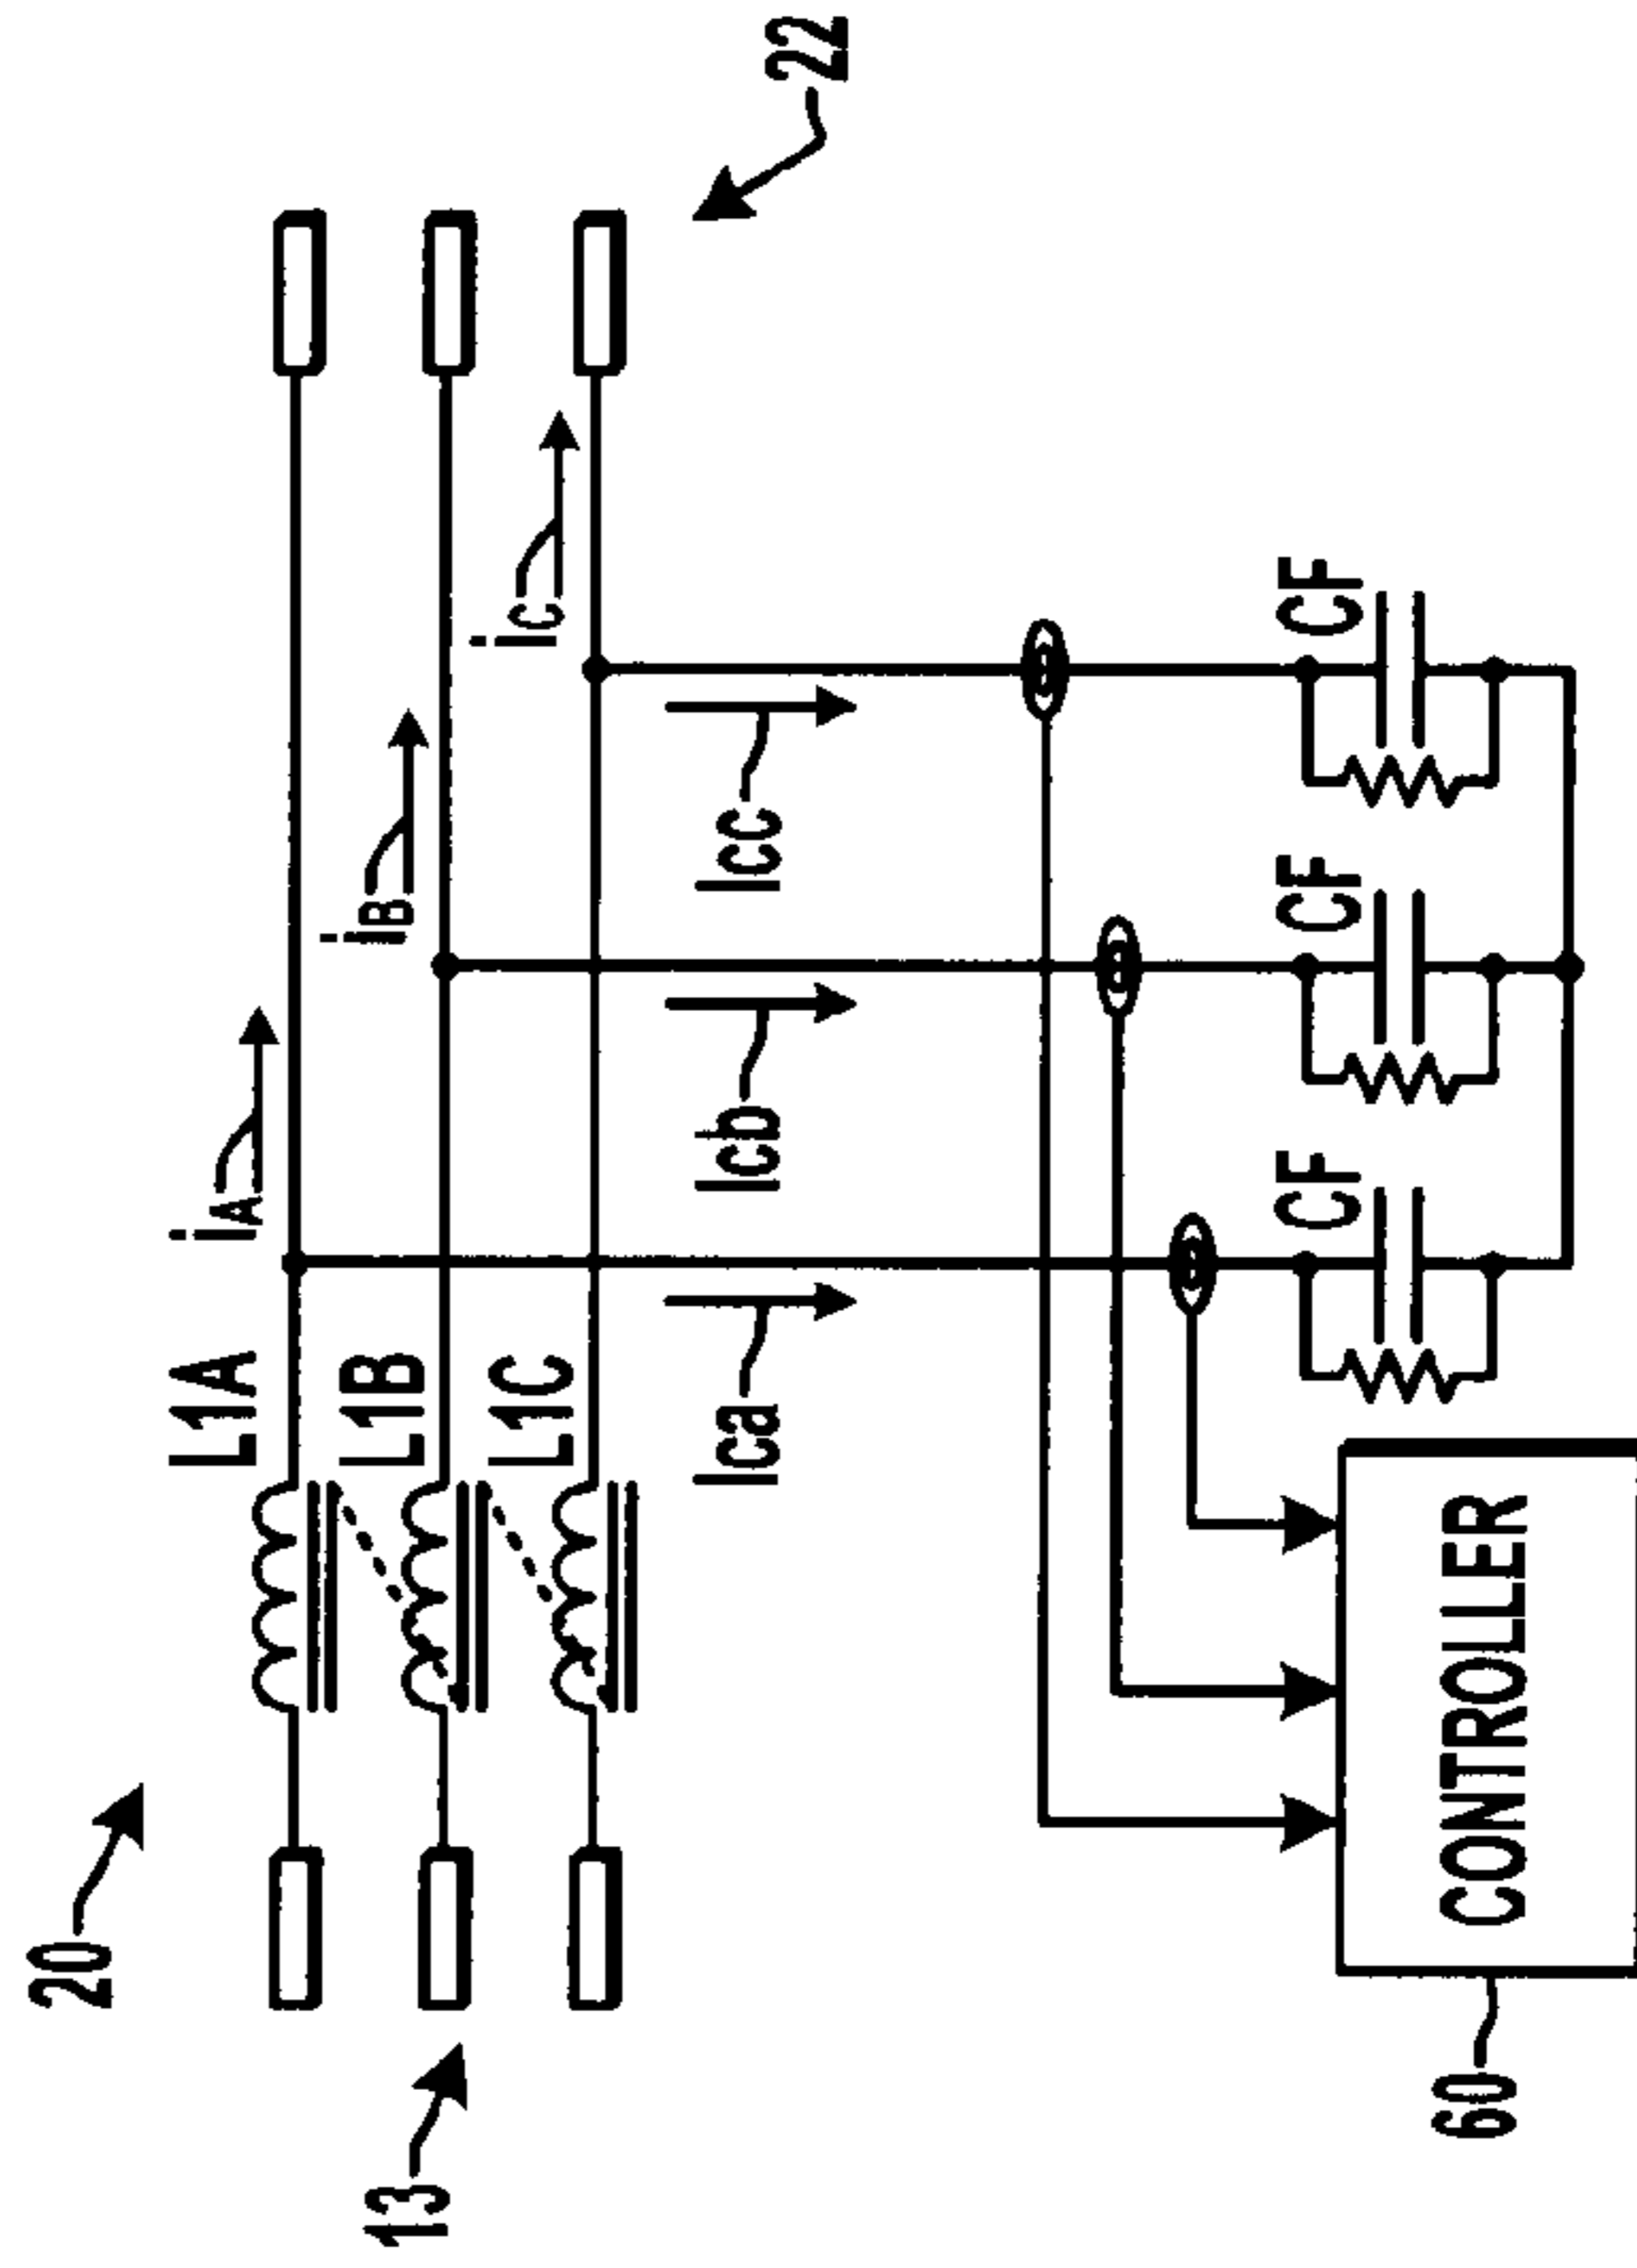 20
22
13
L1A
iA
L1B
iB
L1C
iC
Ica
Icb
Icc
CF
CF
CF
60
CONTROLLER